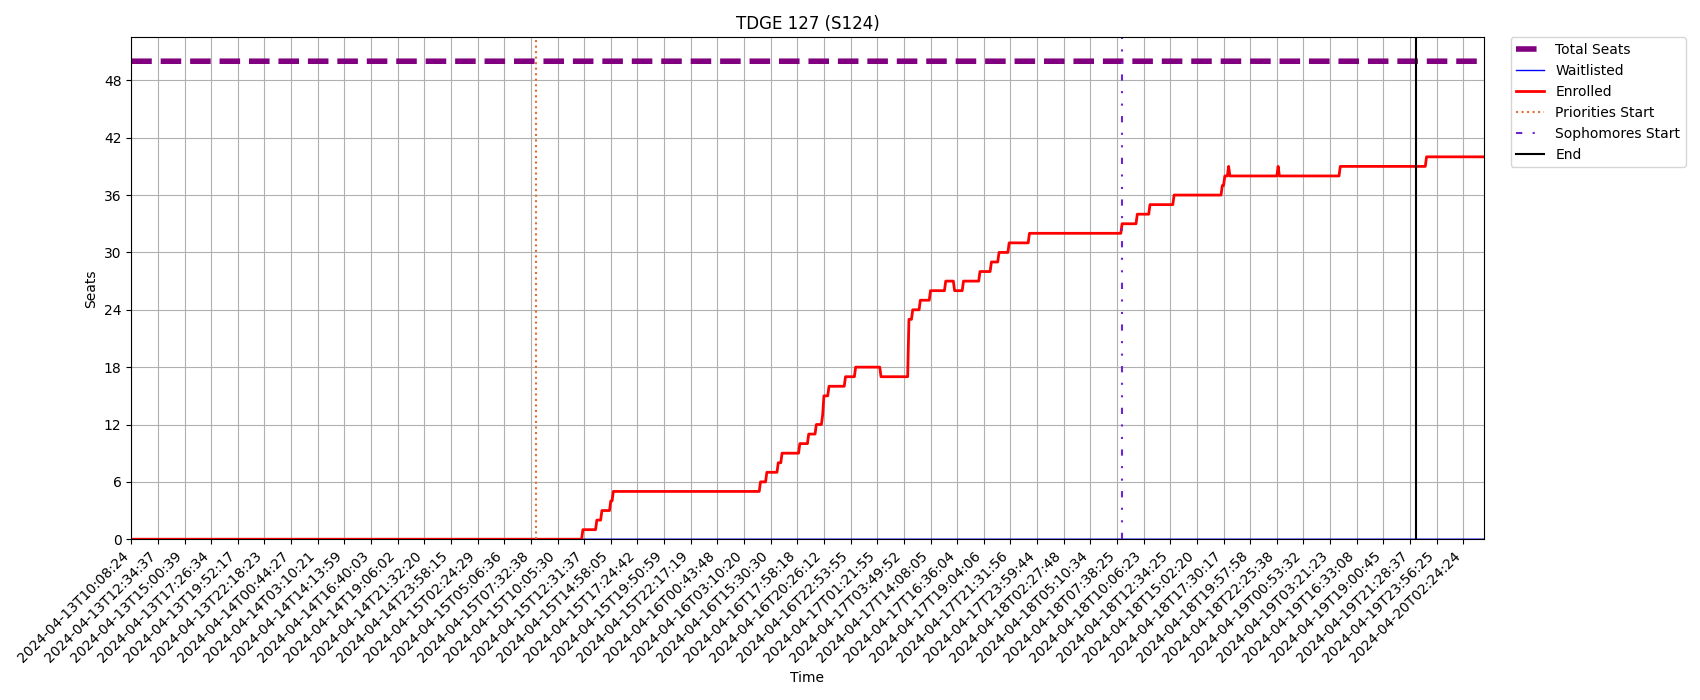 TDGE 127 (S124)
Total Seats
Waitlisted
Enrolled
Priorities Start
Sophomores Start
End
Seats
48
42
36
30
24
18
12
6
0
2024-04-13T10:08:24
2024-04-13T12:34:37
2024-04-13T15:00:39
2024-04-13T17:26:34
2024-04-13T19:52:17
2024-04-13T22:18:23
2024-04-14T00:44:27
2024-04-14T03:10:21
2024-04-14T14:13:59
2024-04-14T16:40:03
2024-04-14T19:06:02
2024-04-14T21:32:20
2024-04-14T23:58:15
2024-04-15T02:24:29
2024-04-15T05:06:36
2024-04-15T07:32:38
2024-04-15T10:05:30
2024-04-15T12:31:37
2024-04-15T14:58:05
2024-04-15T17:24:42
2024-04-15T19:50:59
2024-04-15T22:17:19
2024-04-16T00:43:48
2024-04-16T03:10:20
2024-04-16T15:30:30
2024-04-16T17:58:18
2024-04-16T20:26:12
2024-04-16T22:53:55
2024-04-17T01:21:55
2024-04-17T03:49:52
2024-04-17T14:08:05
2024-04-17T16:36:04
2024-04-17T19:04:06
2024-04-17T21:31:56
2024-04-17T23:59:44
2024-04-18T02:27:48
2024-04-18T05:10:34
2024-04-18T07:38:25
2024-04-18T10:06:23
2024-04-18T12:34:25
2024-04-18T15:02:20
2024-04-18T17:30:17
2024-04-18T19:57:58
2024-04-18T22:25:38
2024-04-19T00:53:32
2024-04-19T03:21:23
2024-04-19T16:33:08
2024-04-19T19:00:45
2024-04-19T21:28:37
2024-04-19T23:56:25
2024-04-20T02:24:24
Time